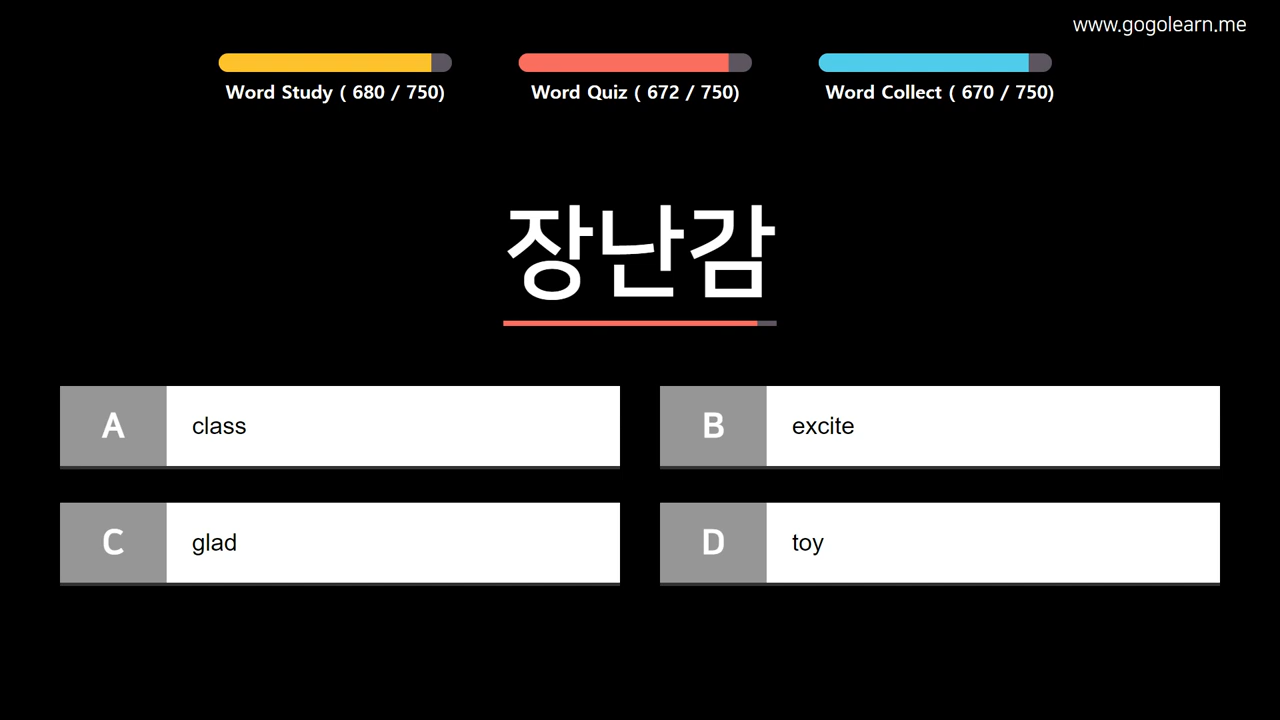 www.gogolearn.me
Word Study ( 680 / 750)
Word Quiz ( 672 / 750)
Word Collect ( 670 / 750)
장난감
A class
B excite
C glad
D toy